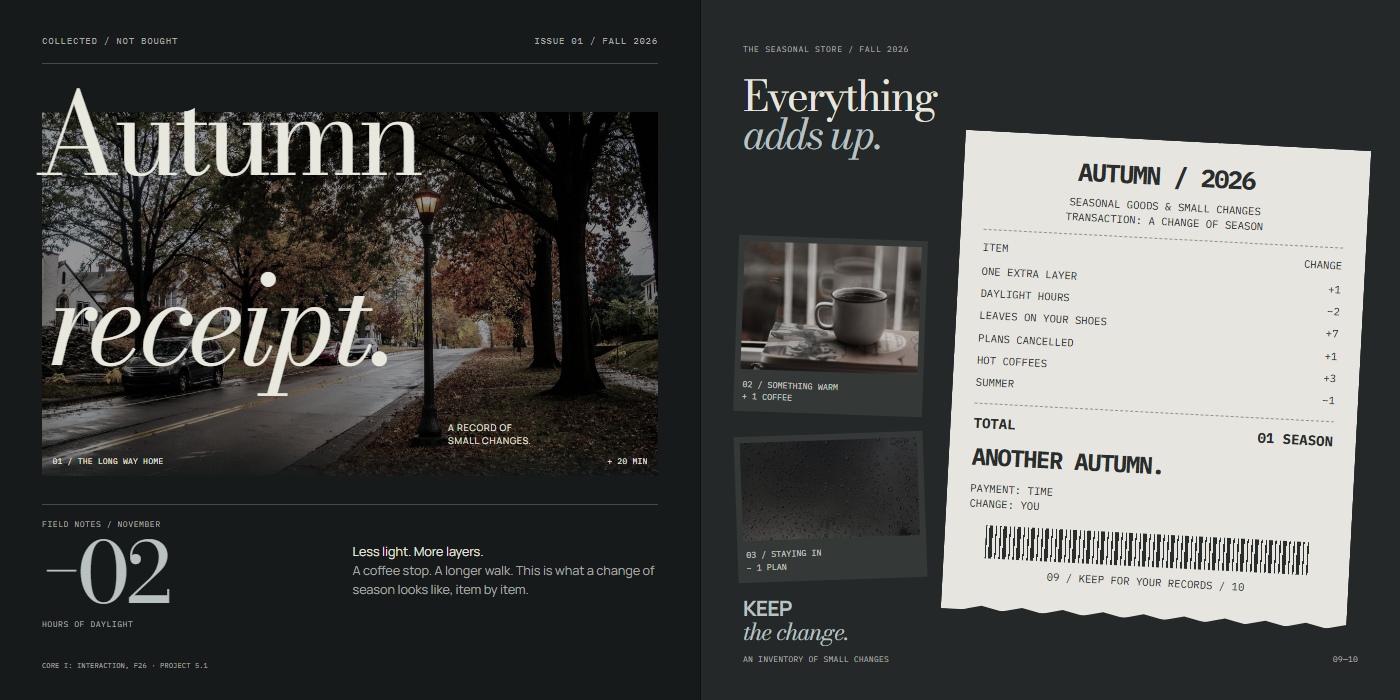 COLLECTED / NOT BOUGHT
ISSUE 01 / FALL 2026
Autumn
receipt.
A RECORD OF
SMALL CHANGES.
01 / THE LONG WAY HOME
+ 20 MIN
FIELD NOTES / NOVEMBER
—02
HOURS OF DAYLIGHT
Less light. More layers.
A coffee stop. A longer walk. This is what a change of
season looks like, item by item.
CORE I: INTERACTION, F26 · PROJECT 5.1
THE SEASONAL STORE / FALL 2026
Everything
adds up.
02 / SOMETHING WARM
+ 1 COFFEE
03 / STAYING IN
− 1 PLAN
KEEP
the change.
AN INVENTORY OF SMALL CHANGES
AUTUMN / 2026
SEASONAL GOODS & SMALL CHANGES
TRANSACTION: A CHANGE OF SEASON
ITEM CHANGE
ONE EXTRA LAYER +1
DAYLIGHT HOURS −2
LEAVES ON YOUR SHOES +7
PLANS CANCELLED +1
HOT COFFEES +3
SUMMER −1
TOTAL 01 SEASON
ANOTHER AUTUMN.
PAYMENT: TIME
CHANGE: YOU
09 / KEEP FOR YOUR RECORDS / 10
09—10